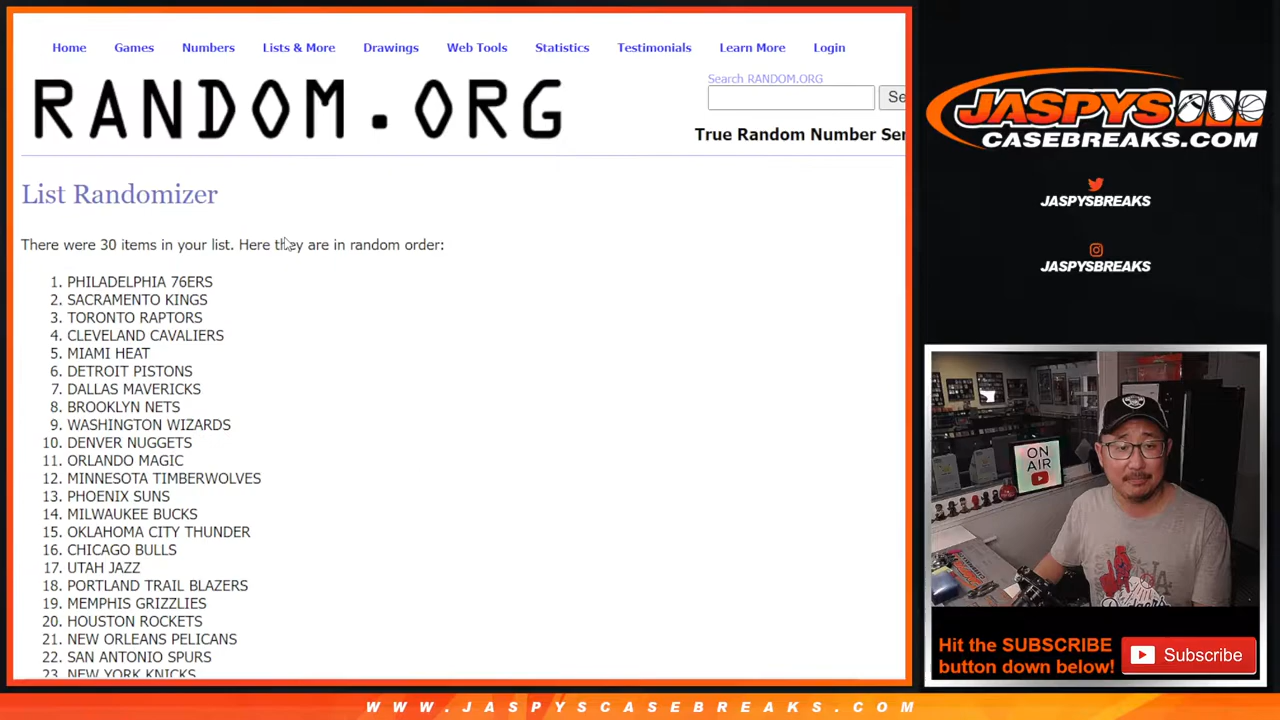 Home Games Numbers Lists & More Drawings Web Tools Statistics Testimonials Learn More Login
RANDOM.ORG
Search RANDOM.ORG
Se
True Random Number Ser
List Randomizer
There were 30 items in your list. Here they are in random order:
1. PHILADELPHIA 76ERS
2. SACRAMENTO KINGS
3. TORONTO RAPTORS
4. CLEVELAND CAVALIERS
5. MIAMI HEAT
6. DETROIT PISTONS
7. DALLAS MAVERICKS
8. BROOKLYN NETS
9. WASHINGTON WIZARDS
10. DENVER NUGGETS
11. ORLANDO MAGIC
12. MINNESOTA TIMBERWOLVES
13. PHOENIX SUNS
14. MILWAUKEE BUCKS
15. OKLAHOMA CITY THUNDER
16. CHICAGO BULLS
17. UTAH JAZZ
18. PORTLAND TRAIL BLAZERS
19. MEMPHIS GRIZZLIES
20. HOUSTON ROCKETS
21. NEW ORLEANS PELICANS
22. SAN ANTONIO SPURS
23. NEW YORK KNICKS
JASPYS
CASEBREAKS.COM
JASPYSBREAKS
JASPYSBREAKS
ON
AIR
Hit the SUBSCRIBE
button down below!
Subscribe
WWW.JASPYSCASEBREAKS.COM